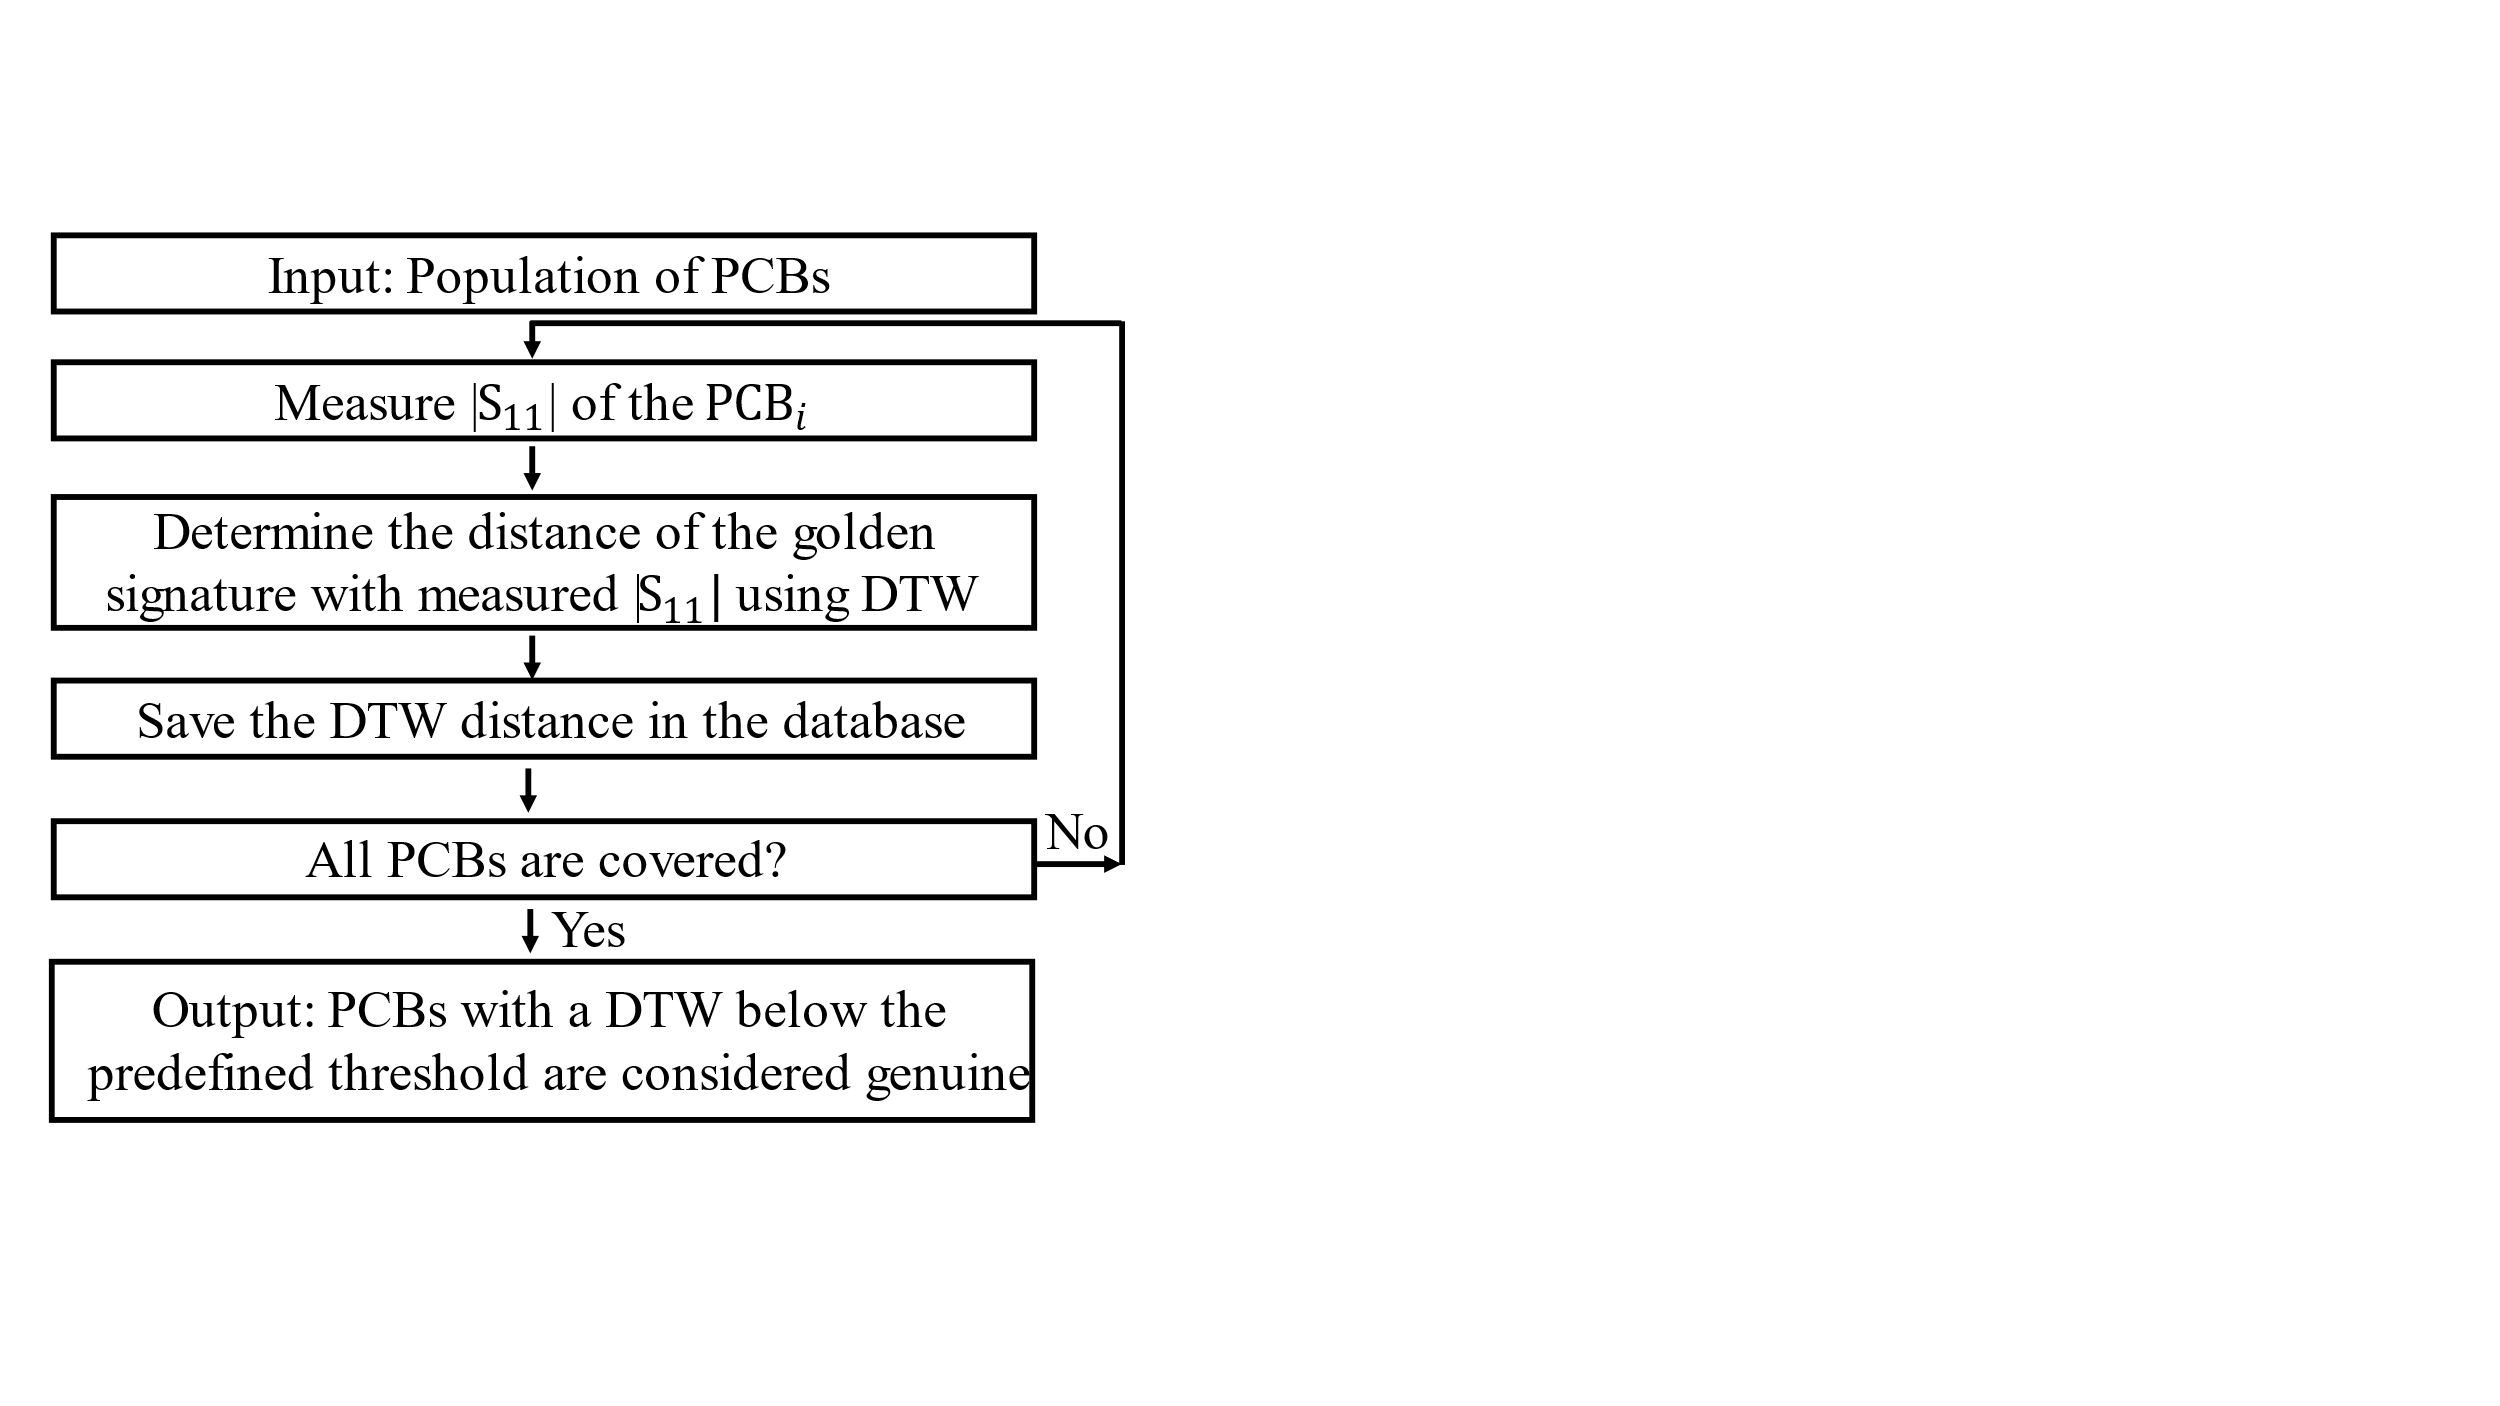 Input: Population of PCBs
Measure |S₁₁| of the PCBᵢ
Determine the distance of the golden
signature with measured |S₁₁| using DTW
Save the DTW distance in the database
All PCBs are covered?
No
Yes
Output: PCBs with a DTW below the
predefined threshold are considered genuine